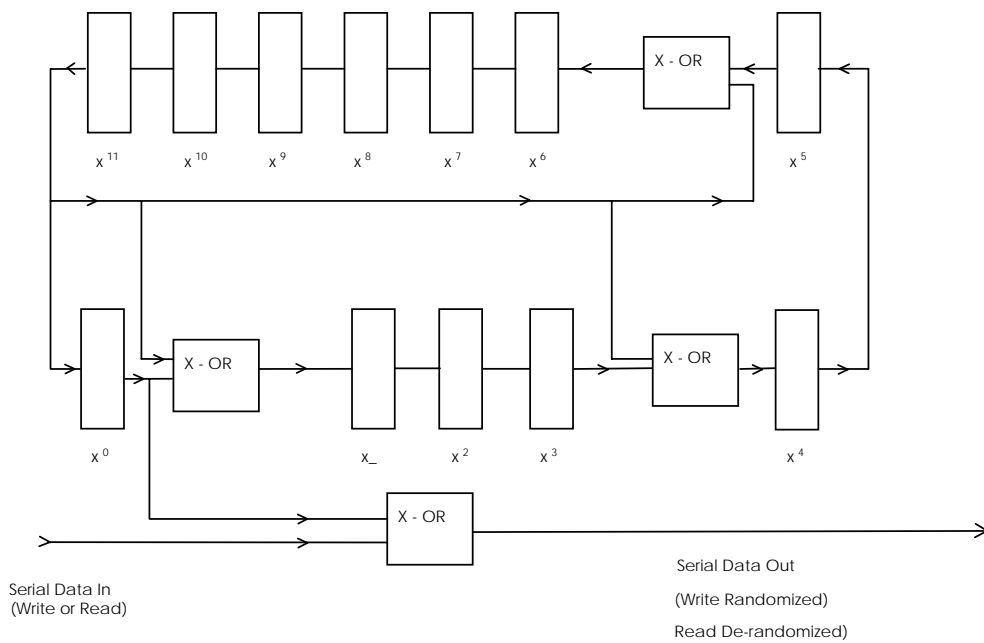 X - OR
x 11 x 10 x 9 x 8 x 7 x 6 x 5
X - OR X - OR
x 0 x_ x 2 x 3 x 4
X - OR
Serial Data In
(Write or Read)
Serial Data Out
(Write Randomized)
Read De-randomized)